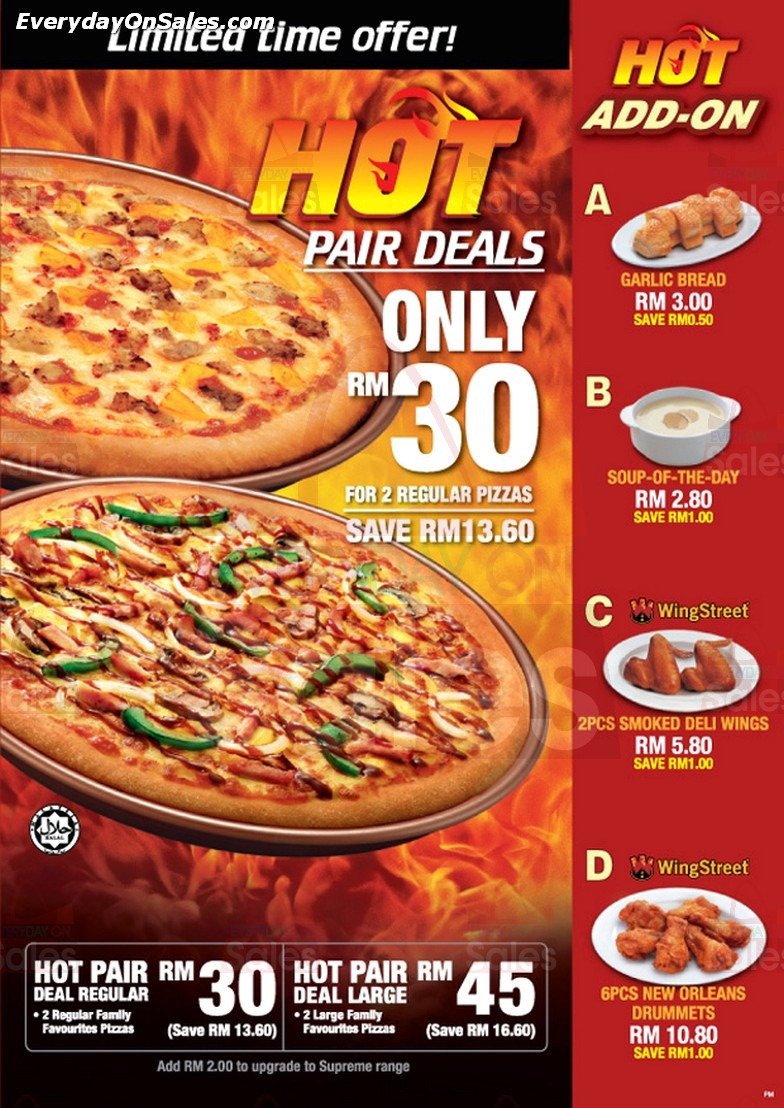 EverydayOnSales.com
Limited time offer!
HOT
PAIR DEALS
ONLY
RM 30
FOR 2 REGULAR PIZZAS
SAVE RM13.60
HOT PAIR
DEAL REGULAR
• 2 Regular Family
Favourites Pizzas
RM 30
(Save RM 13.60)
HOT PAIR
DEAL LARGE
• 2 Large Family
Favourites Pizzas
RM 45
(Save RM 16.60)
Add RM 2.00 to upgrade to Supreme range
HOT
ADD-ON
A
GARLIC BREAD
RM 3.00
SAVE RM0.50
B
SOUP-OF-THE-DAY
RM 2.80
SAVE RM1.00
C WingStreet
2PCS SMOKED DELI WINGS
RM 5.80
SAVE RM1.00
D WingStreet
6PCS NEW ORLEANS
DRUMMETS
RM 10.80
SAVE RM1.00
PM